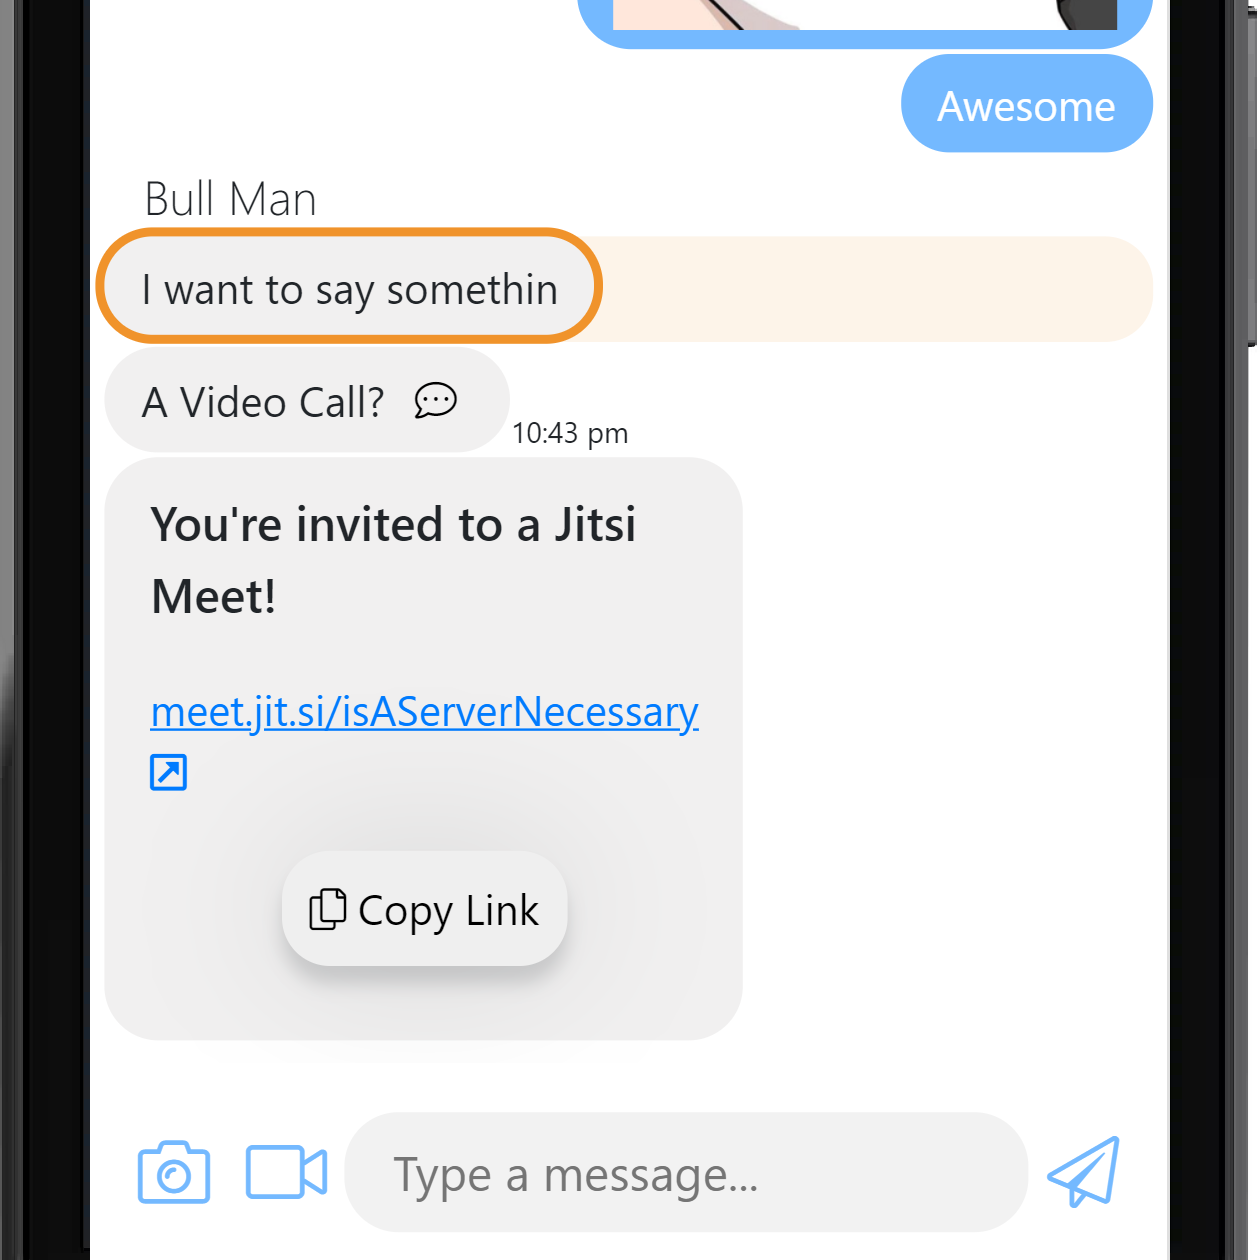 Awesome
Bull Man
I want to say somethin
A Video Call?
10:43 pm
You're invited to a Jitsi
Meet!
meet.jit.si/isAServerNecessary
Copy Link
Type a message...